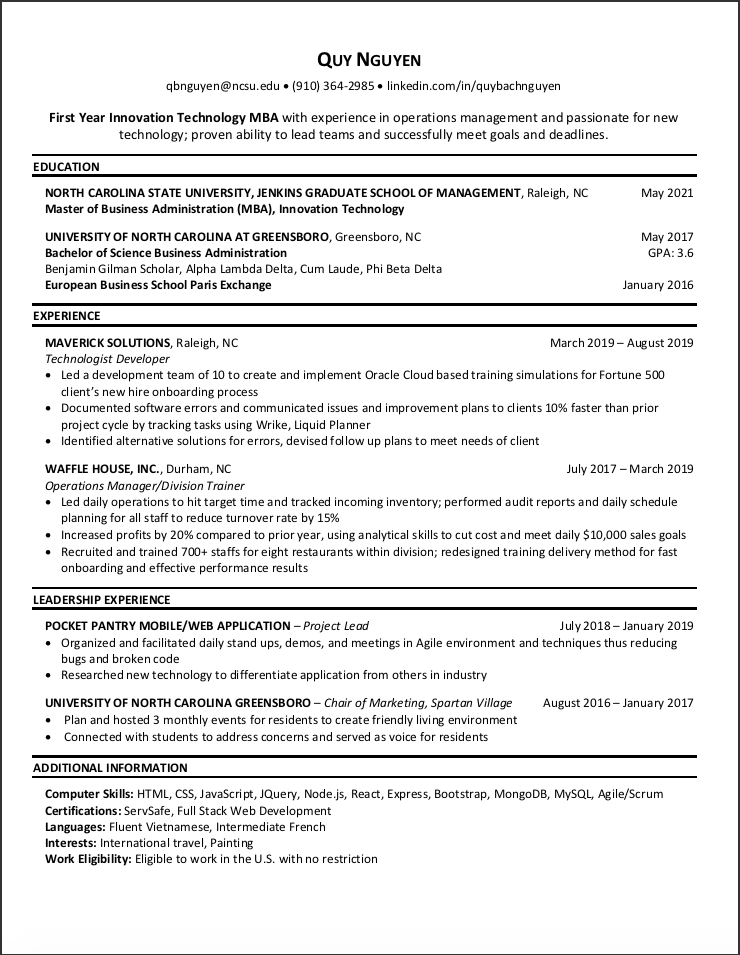 QUY NGUYEN
qbnguyen@ncsu.edu • (910) 364-2985 • linkedin.com/in/quybachnguyen
First Year Innovation Technology MBA with experience in operations management and passionate for new
technology; proven ability to lead teams and successfully meet goals and deadlines.
EDUCATION
NORTH CAROLINA STATE UNIVERSITY, JENKINS GRADUATE SCHOOL OF MANAGEMENT, Raleigh, NC May 2021
Master of Business Administration (MBA), Innovation Technology
UNIVERSITY OF NORTH CAROLINA AT GREENSBORO, Greensboro, NC May 2017
Bachelor of Science Business Administration GPA: 3.6
Benjamin Gilman Scholar, Alpha Lambda Delta, Cum Laude, Phi Beta Delta
European Business School Paris Exchange January 2016
EXPERIENCE
MAVERICK SOLUTIONS, Raleigh, NC March 2019 – August 2019
Technologist Developer
• Led a development team of 10 to create and implement Oracle Cloud based training simulations for Fortune 500
client’s new hire onboarding process
• Documented software errors and communicated issues and improvement plans to clients 10% faster than prior
project cycle by tracking tasks using Wrike, Liquid Planner
• Identified alternative solutions for errors, devised follow up plans to meet needs of client
WAFFLE HOUSE, INC., Durham, NC July 2017 – March 2019
Operations Manager/Division Trainer
• Led daily operations to hit target time and tracked incoming inventory; performed audit reports and daily schedule
planning for all staff to reduce turnover rate by 15%
• Increased profits by 20% compared to prior year, using analytical skills to cut cost and meet daily $10,000 sales goals
• Recruited and trained 700+ staffs for eight restaurants within division; redesigned training delivery method for fast
onboarding and effective performance results
LEADERSHIP EXPERIENCE
POCKET PANTRY MOBILE/WEB APPLICATION – Project Lead July 2018 – January 2019
• Organized and facilitated daily stand ups, demos, and meetings in Agile environment and techniques thus reducing
bugs and broken code
• Researched new technology to differentiate application from others in industry
UNIVERSITY OF NORTH CAROLINA GREENSBORO – Chair of Marketing, Spartan Village August 2016 – January 2017
• Plan and hosted 3 monthly events for residents to create friendly living environment
• Connected with students to address concerns and served as voice for residents
ADDITIONAL INFORMATION
Computer Skills: HTML, CSS, JavaScript, JQuery, Node.js, React, Express, Bootstrap, MongoDB, MySQL, Agile/Scrum
Certifications: ServSafe, Full Stack Web Development
Languages: Fluent Vietnamese, Intermediate French
Interests: International travel, Painting
Work Eligibility: Eligible to work in the U.S. with no restriction